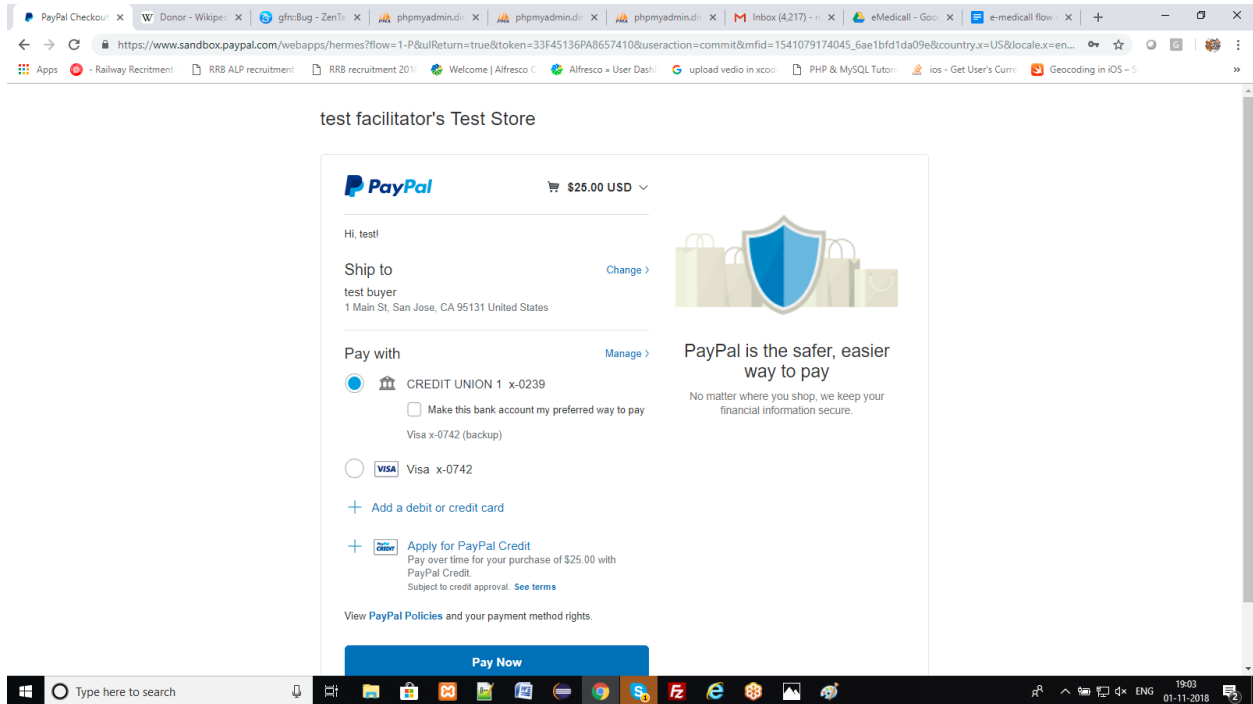 PayPal Checkout
Donor - Wikiped
gfn::Bug - ZenTa
phpmyadmin.di
phpmyadmin.di
phpmyadmin.di
Inbox (4,217) - 
eMedicall - Goo
e-medicall flow
https://www.sandbox.paypal.com/webapps/hermes?flow=1-P&ulReturn=true&token=33F45136PA8657410&useraction=commit&mfid=1541079174045_6ae1bfd1da09e&country.x=US&locale.x=en...
Apps
- Railway Recritment
RRB ALP recruitment
RRB recruitment 201
Welcome | Alfresco
Alfresco » User Dash
upload vedio in xcod
PHP & MySQL Tutori
ios - Get User's Curre
Geocoding in iOS – S
»
test facilitator's Test Store
PayPal
$25.00 USD
Hi, test!
Ship to
Change >
test buyer
1 Main St, San Jose, CA 95131 United States
Pay with
Manage >
CREDIT UNION 1 x-0239
Make this bank account my preferred way to pay
Visa x-0742 (backup)
VISA Visa x-0742
+ Add a debit or credit card
+ PayPal CREDIT Apply for PayPal Credit
Pay over time for your purchase of $25.00 with
PayPal Credit.
Subject to credit approval. See terms
View PayPal Policies and your payment method rights.
Pay Now
PayPal is the safer, easier
way to pay
No matter where you shop, we keep your
financial information secure.
Type here to search
ENG
19:03
01-11-2018
2